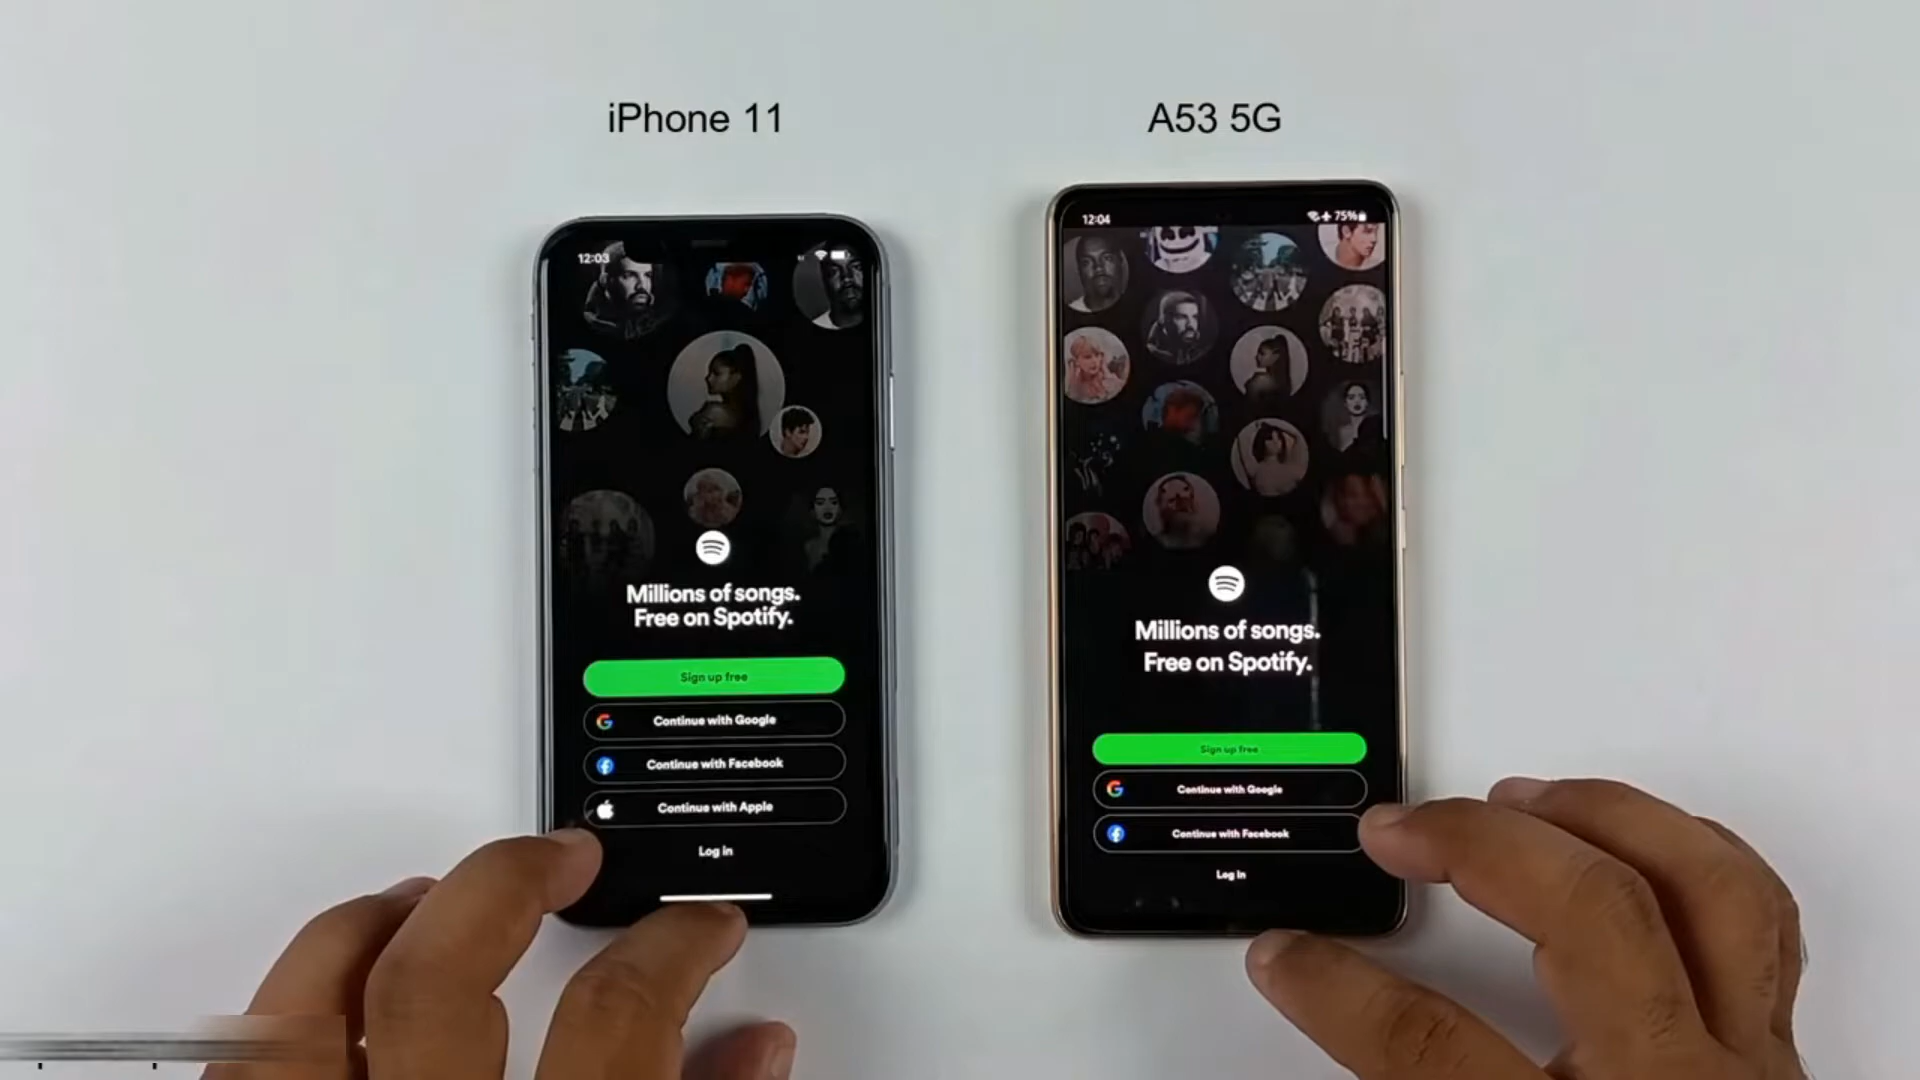 iPhone 11
A53 5G
12:03
Millions of songs.
Free on Spotify.
Sign up free
Continue with Google
Continue with Facebook
Continue with Apple
Log in
12:04
75%
Millions of songs.
Free on Spotify.
Sign up free
Continue with Google
Continue with Facebook
Log in